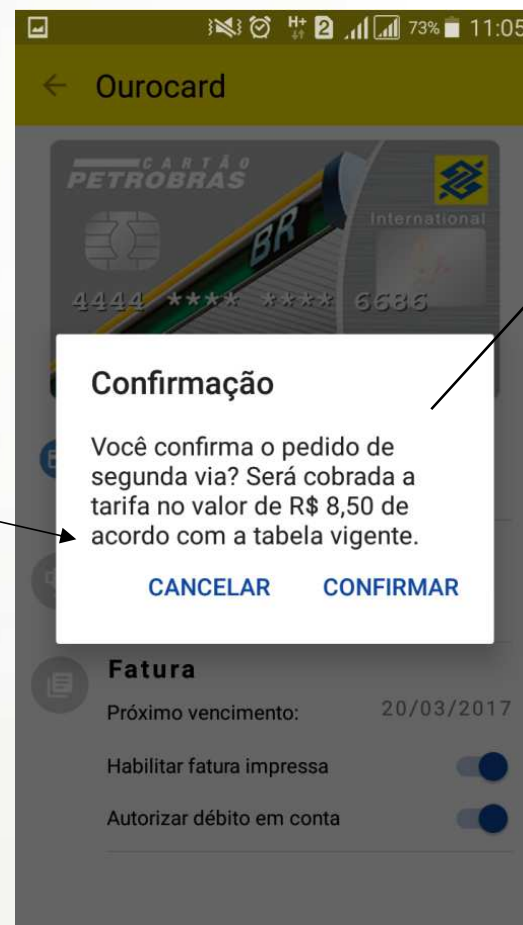 H+ 2 73% 11:05
← Ourocard
CARTÃO
PETROBRAS
International
BR
4444 **** **** 6686
Confirmação
Você confirma o pedido de
segunda via? Será cobrada a
tarifa no valor de R$ 8,50 de
acordo com a tabela vigente.
CANCELAR CONFIRMAR
Fatura
Próximo vencimento: 20/03/2017
Habilitar fatura impressa
Autorizar débito em conta